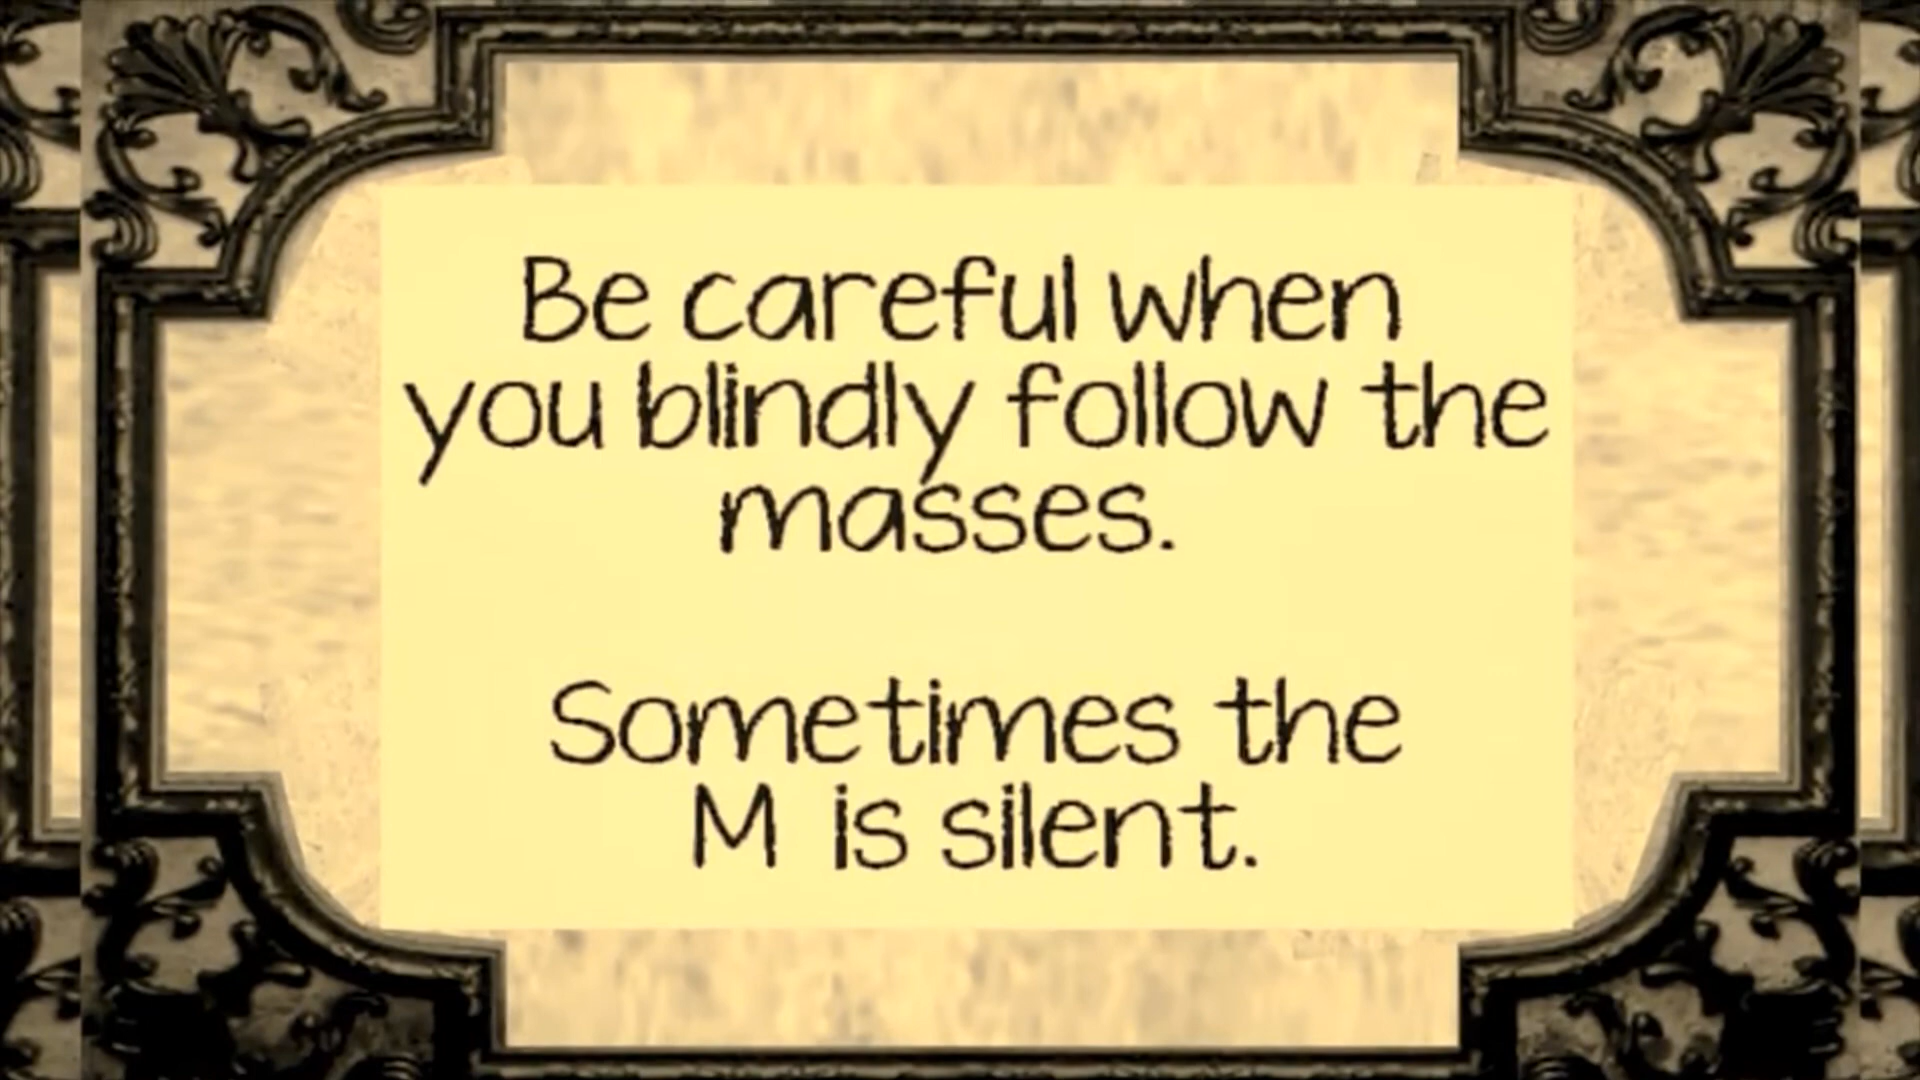 Be careful when
you blindly follow the
masses.
Sometimes the
M is silent.